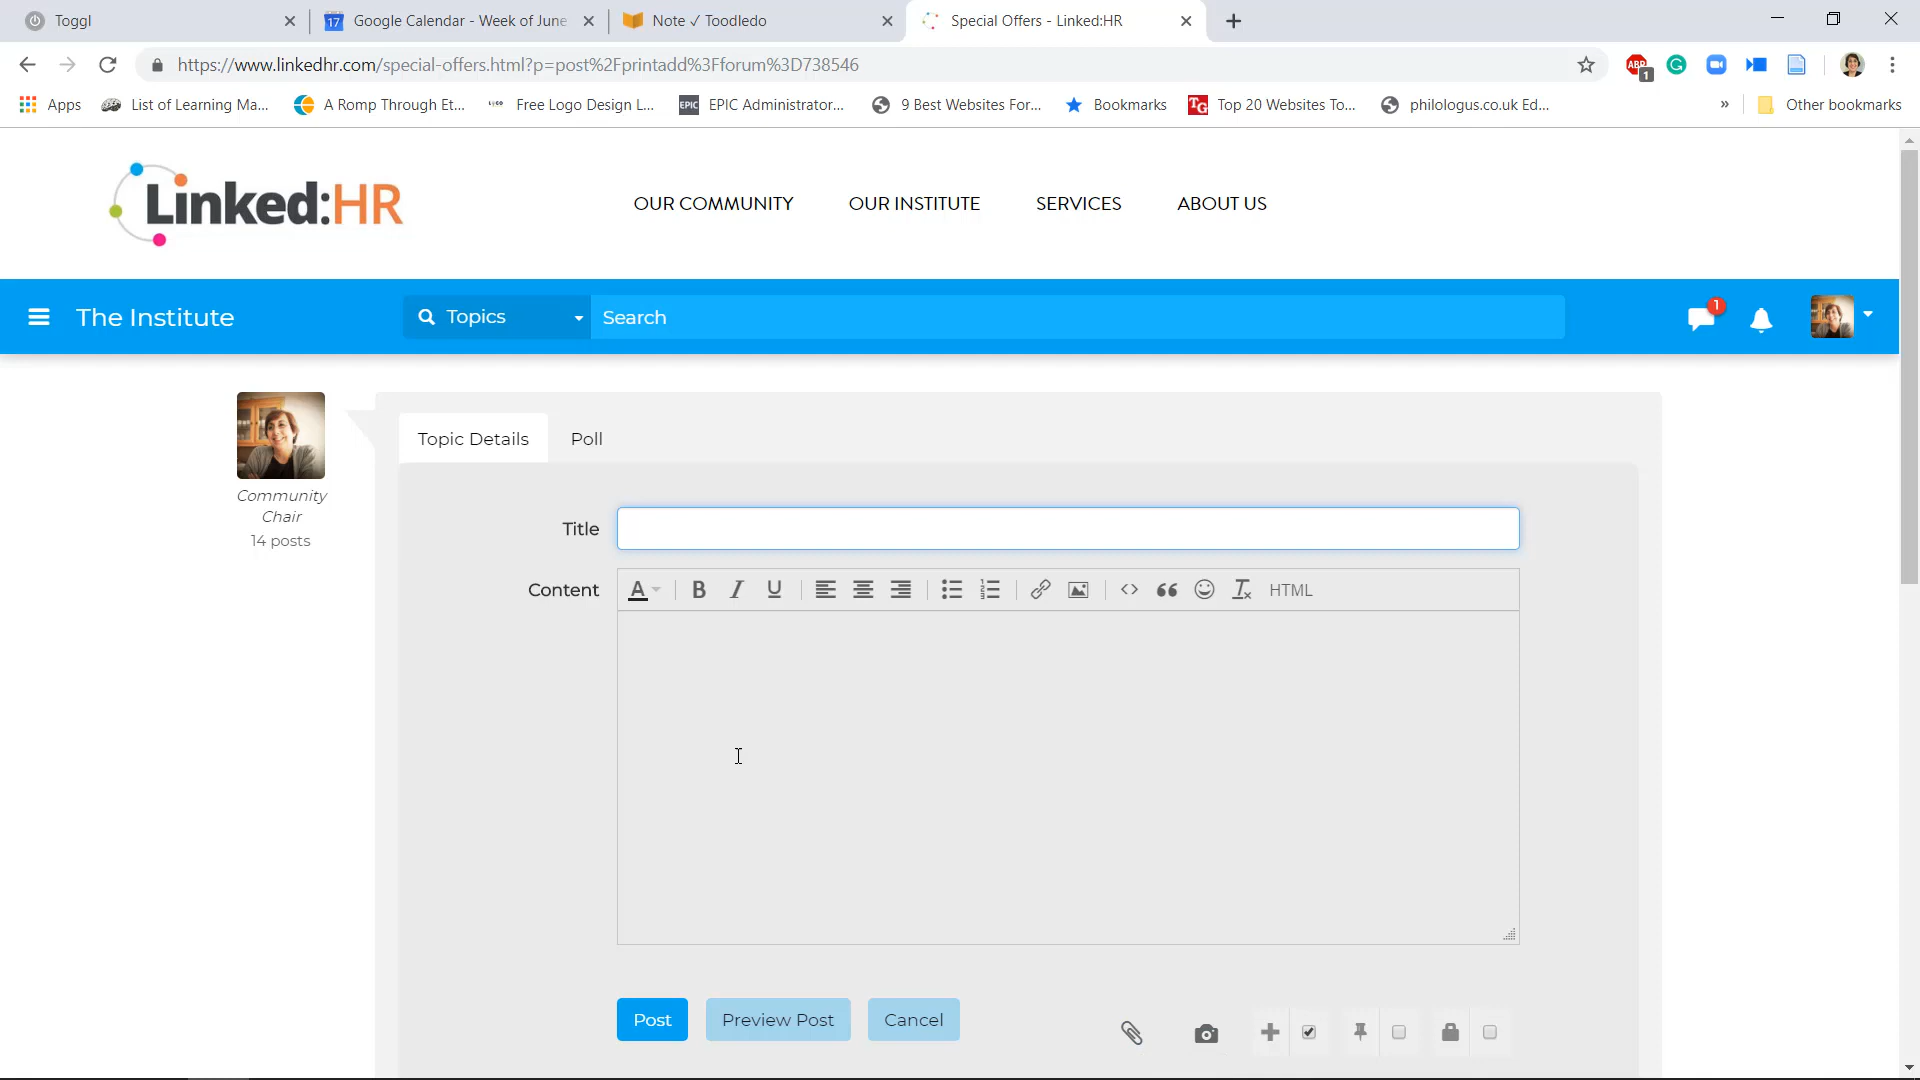 Toggl
Google Calendar - Week of June
Note ✓ Toodledo
Special Offers - Linked:HR
https://www.linkedhr.com/special-offers.html?p=post%2Fprintadd%3Fforum%3D738546
ABP
1
Apps
List of Learning Ma...
A Romp Through Et...
Free Logo Design L...
EPIC
EPIC Administrator...
9 Best Websites For...
Bookmarks
TG
Top 20 Websites To...
philologus.co.uk Ed...
»
Other bookmarks
Linked:HR
OUR COMMUNITY
OUR INSTITUTE
SERVICES
ABOUT US
The Institute
Topics
Search
1
Community
Chair
14 posts
Topic Details
Poll
Title
Content
A
B
I
U
HTML
Post
Preview Post
Cancel